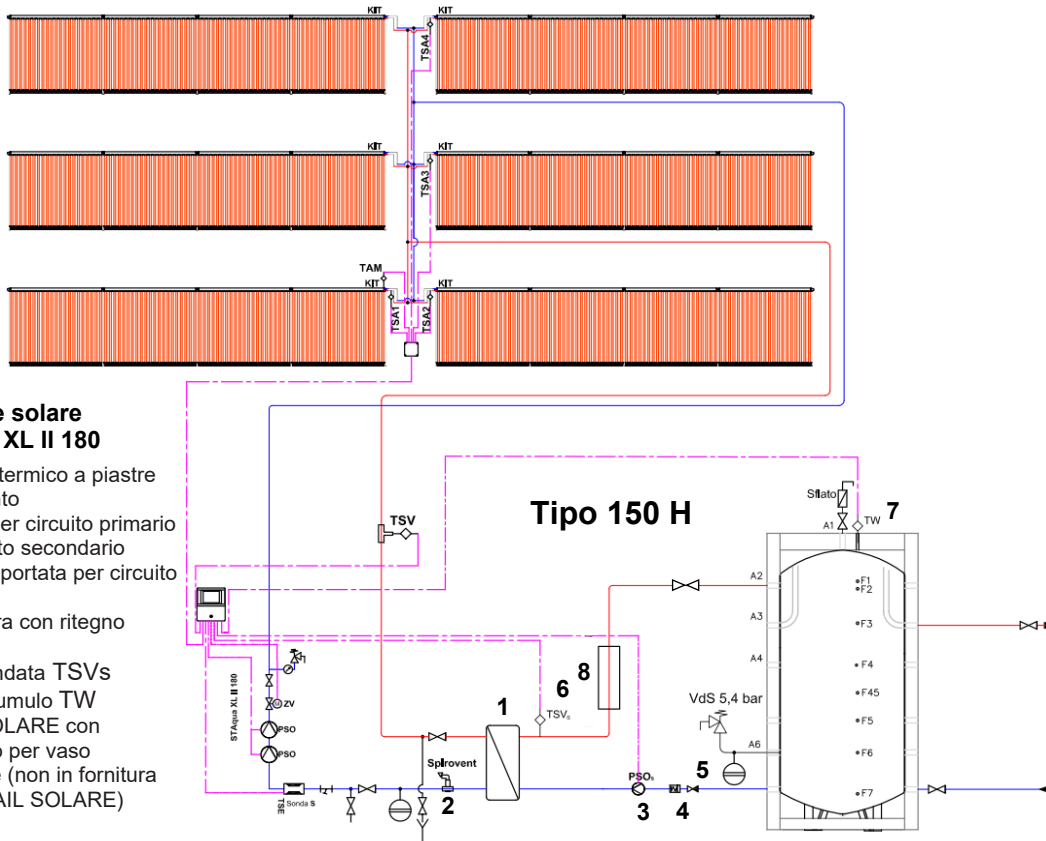 KIT
KIT
TSA4
KIT
KIT
TSA3
TAM
KIT
KIT
TSA1
TSA2
e solare
XL II 180
termico a piastre
nto
er circuito primario
to secondario
portata per circuito
ra con ritegno
ndata TSVs
umulo TW
OLARE con
o per vaso
e (non in fornitura
AIL SOLARE)
Tipo 150 H
TSV
Sfiato
7
A1
TW
A2
F1
F2
A3
F3
A4
F4
F45
F5
A6
F6
F7
8
6
TSVs
1
VdS 5,4 bar
STAqua XL II 180
M
ZV
PSO
PSO
TSE
Sonda S
Spirovent
2
PSOs
3
4
5